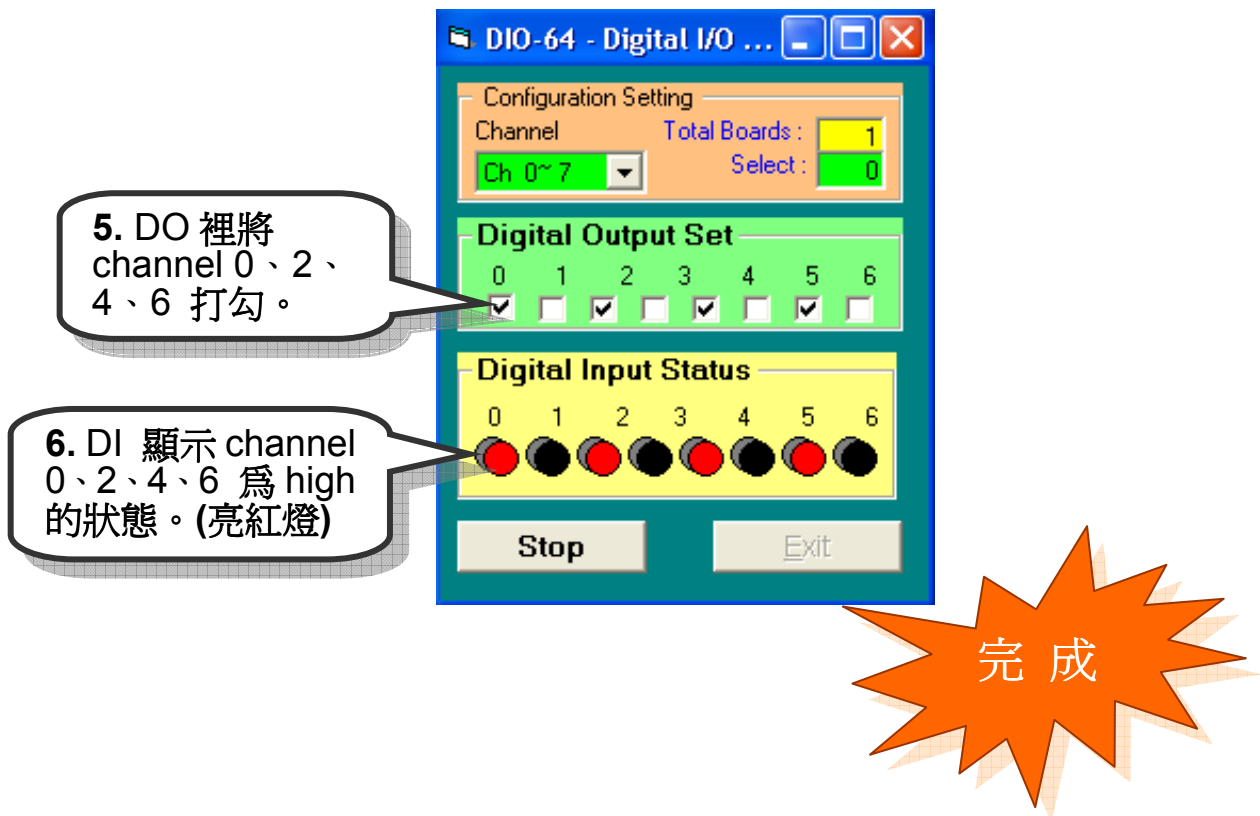 DIO-64 - Digital I/O ...
Configuration Setting
Channel Total Boards : 1
Ch 0~ 7 Select : 0
5. DO 裡將
channel 0、2、
4、6 打勾。
Digital Output Set
0 1 2 3 4 5 6
Digital Input Status
0 1 2 3 4 5 6
6. DI 顯示 channel
0、2、4、6 爲 high
的狀態。(亮紅燈)
Stop Exit
完 成